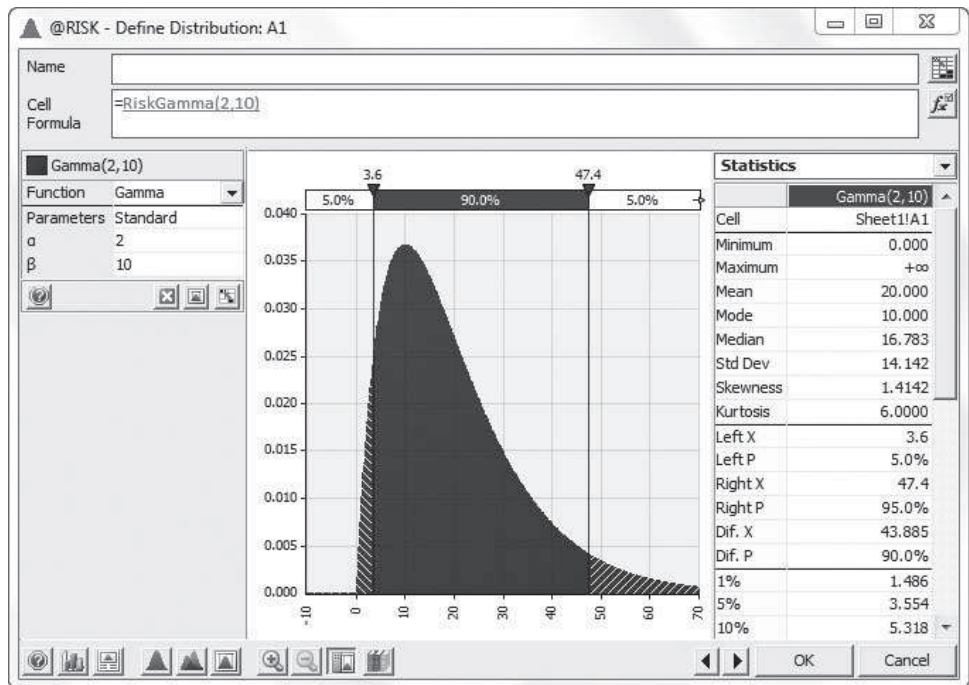 @RISK - Define Distribution: A1
Name
Cell Formula
=RiskGamma(2,10)
Gamma(2,10)
Function Gamma
Parameters Standard
α 2
β 10
3.6 47.4
5.0% 90.0% 5.0%
0.040
0.035
0.030
0.025
0.020
0.015
0.010
0.005
0.000
-10 0 10 20 30 40 50 60 70
Statistics
Gamma(2,10)
Cell Sheet1!A1
Minimum 0.000
Maximum +∞
Mean 20.000
Mode 10.000
Median 16.783
Std Dev 14.142
Skewness 1.4142
Kurtosis 6.0000
Left X 3.6
Left P 5.0%
Right X 47.4
Right P 95.0%
Dif. X 43.885
Dif. P 90.0%
1% 1.486
5% 3.554
10% 5.318
OK Cancel